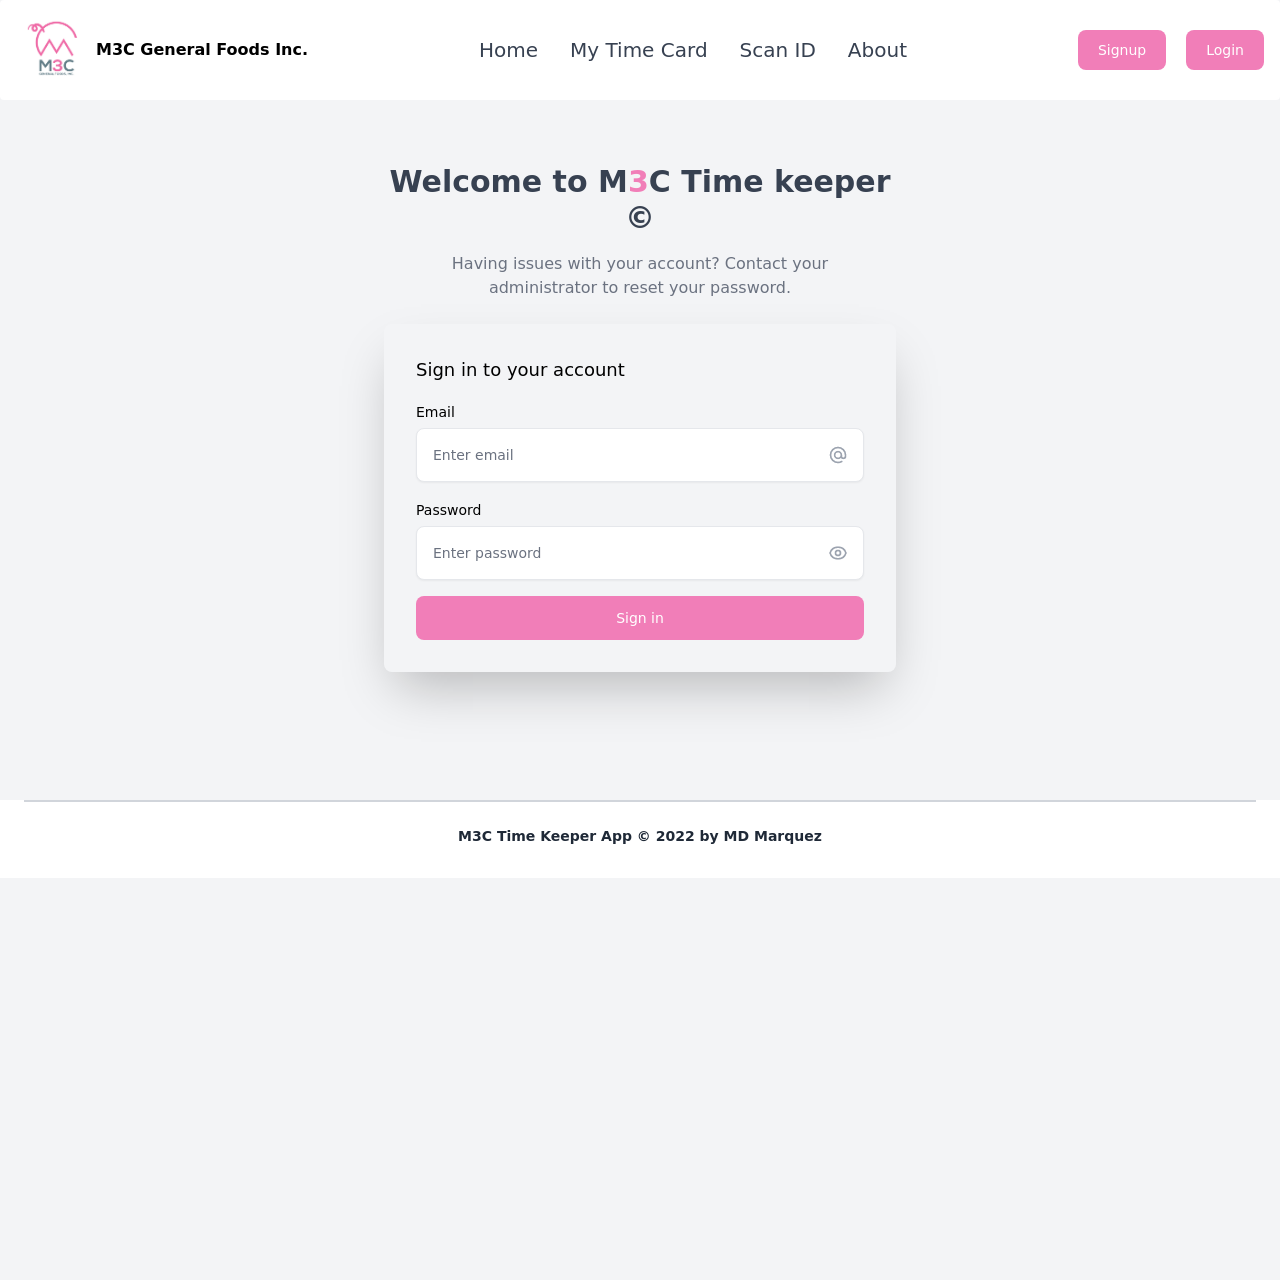 M3C
M3C General Foods Inc.
Home
My Time Card
Scan ID
About
Signup
Login
Welcome to M3C Time keeper
©
Having issues with your account? Contact your
administrator to reset your password.
Sign in to your account
Email
Enter email
Password
Enter password
Sign in
M3C Time Keeper App © 2022 by MD Marquez